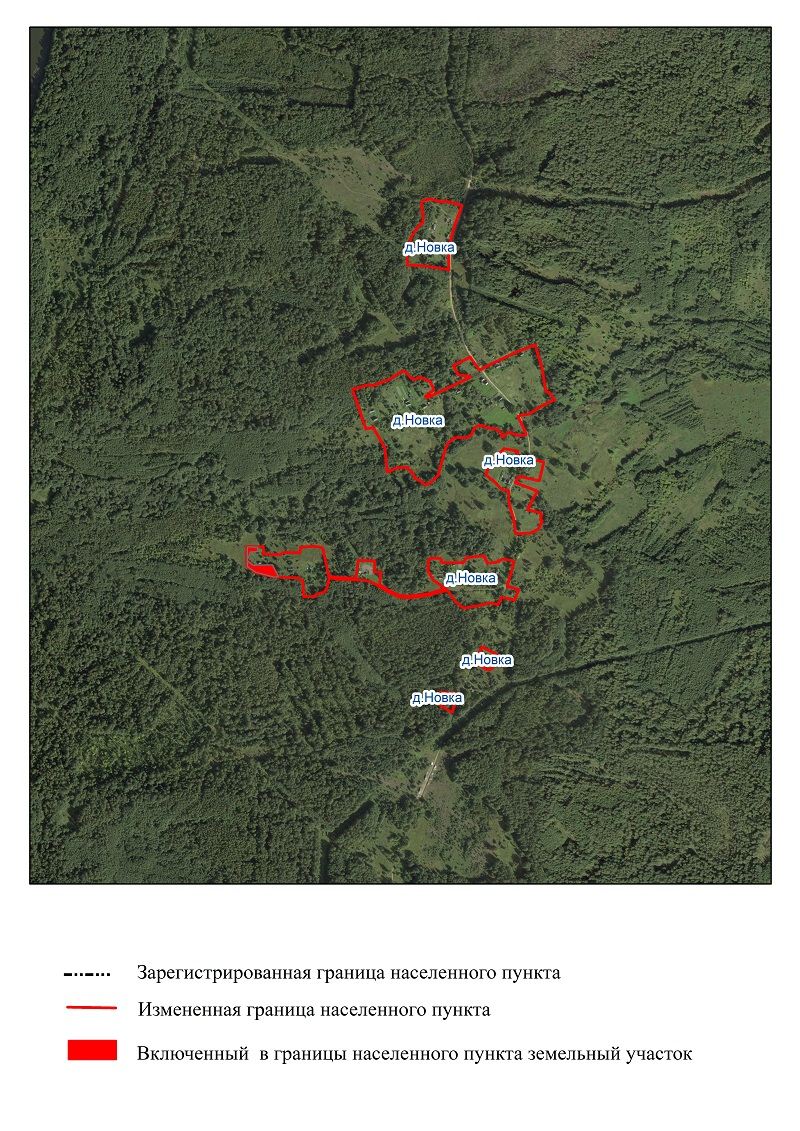 д.Новка
д.Новка
д.Новка
д.Новка
д.Новка
д.Новка
Зарегистрированная граница населенного пункта
Измененная граница населенного пункта
Включенный в границы населенного пункта земельный участок